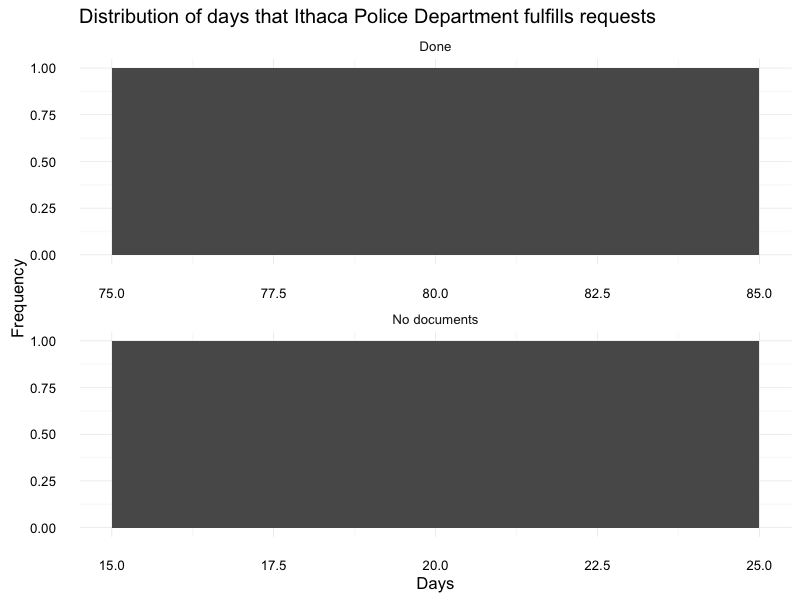 Distribution of days that Ithaca Police Department fulfills requests
Done
1.00
0.75
0.50
0.25
0.00
75.0 77.5 80.0 82.5 85.0
Frequency
No documents
1.00
0.75
0.50
0.25
0.00
15.0 17.5 20.0 22.5 25.0
Days